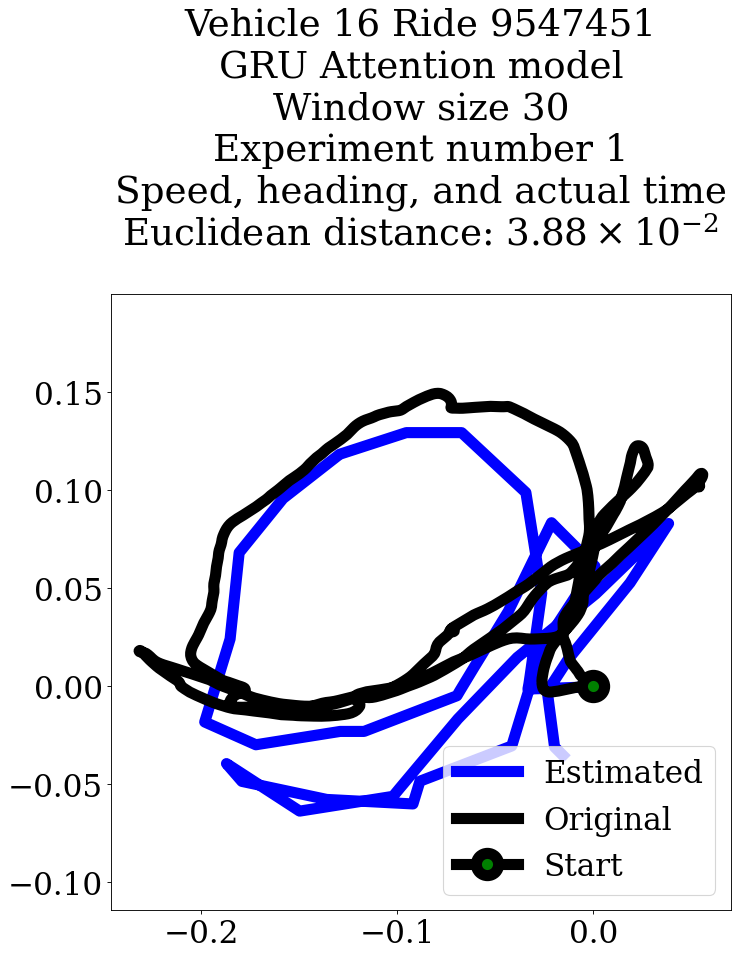 Vehicle 16 Ride 9547451
GRU Attention model
Window size 30
Experiment number 1
Speed, heading, and actual time
Euclidean distance: 3.88 × 10⁻²
0.15
0.10
0.05
0.00
−0.05
−0.10
Estimated
Original
Start
−0.2 −0.1 0.0